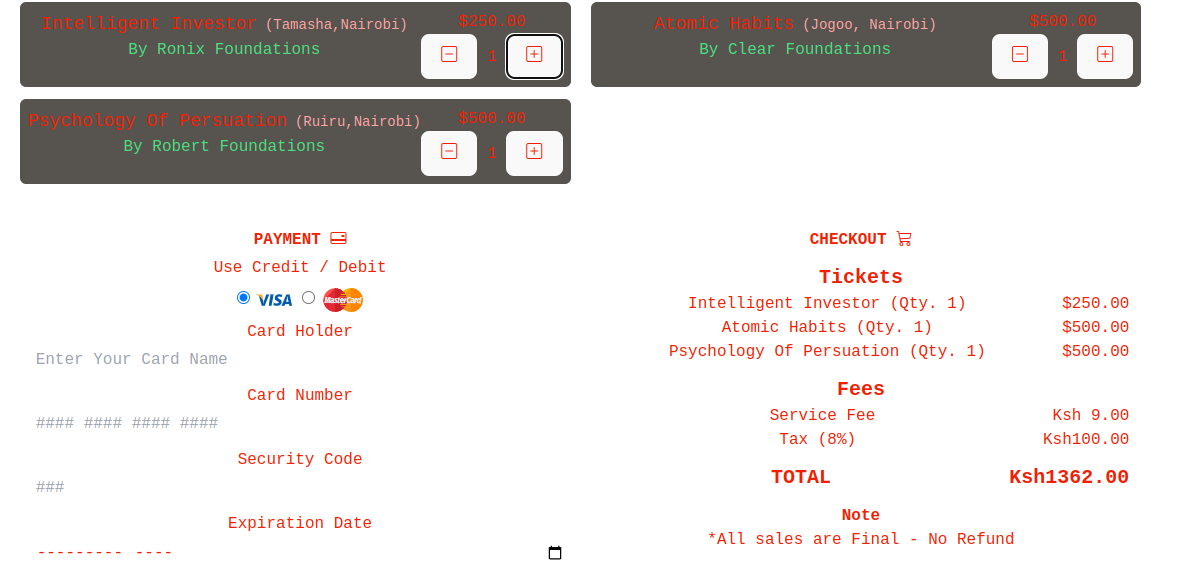 Intelligent Investor (Tamasha,Nairobi) $250.00
By Ronix Foundations 1
Atomic Habits (Jogoo, Nairobi) $500.00
By Clear Foundations 1
Psychology Of Persuation (Ruiru,Nairobi) $500.00
By Robert Foundations 1
PAYMENT
Use Credit / Debit
VISA MasterCard
Card Holder
Enter Your Card Name
Card Number
#### #### #### ####
Security Code
###
Expiration Date
--------- ----
CHECKOUT
Tickets
Intelligent Investor (Qty. 1) $250.00
Atomic Habits (Qty. 1) $500.00
Psychology Of Persuation (Qty. 1) $500.00
Fees
Service Fee Ksh 9.00
Tax (8%) Ksh100.00
TOTAL Ksh1362.00
Note
*All sales are Final - No Refund